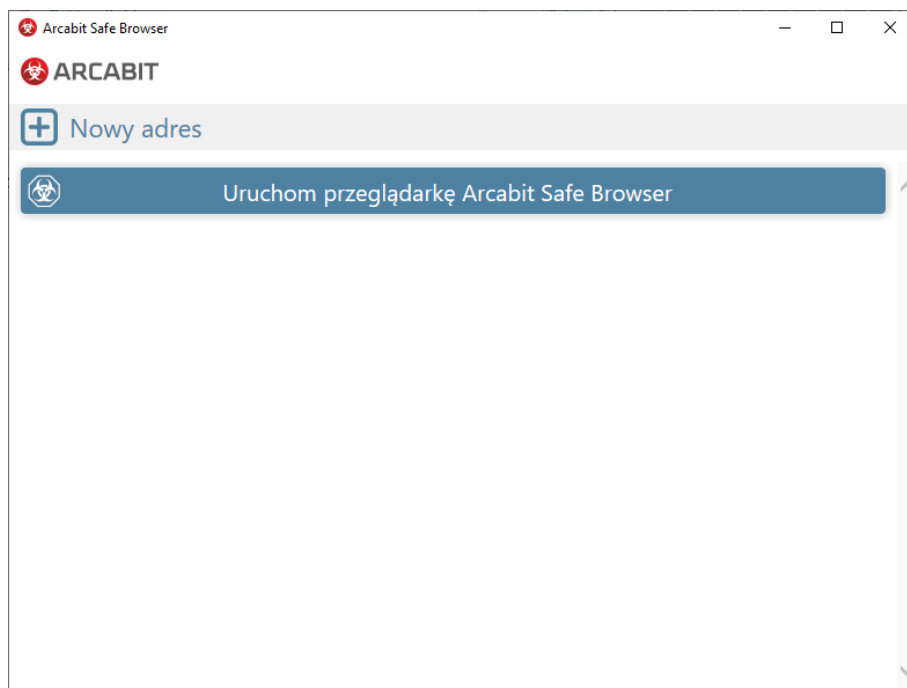 Arcabit Safe Browser
ARCABIT
Nowy adres
Uruchom przeglądarkę Arcabit Safe Browser